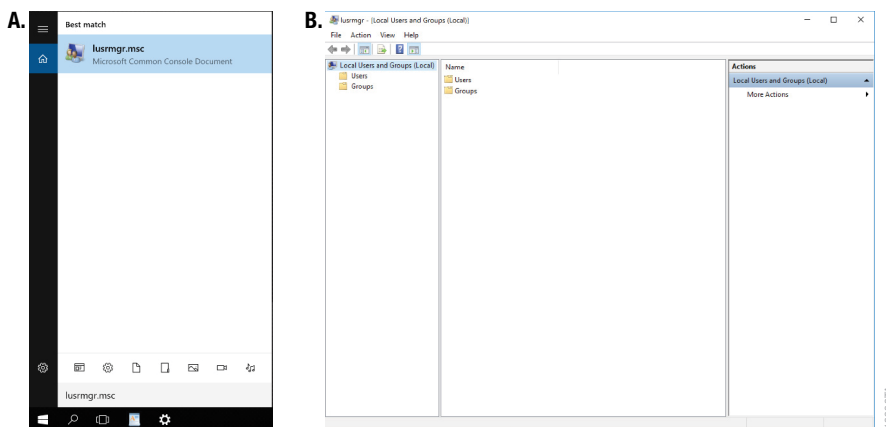 A.
Best match
lusrmgr.msc
Microsoft Common Console Document
lusrmgr.msc
B.
lusrmgr - [Local Users and Groups (Local)]
File Action View Help
Local Users and Groups (Local)
Users
Groups
Name
Users
Groups
Actions
Local Users and Groups (Local)
More Actions